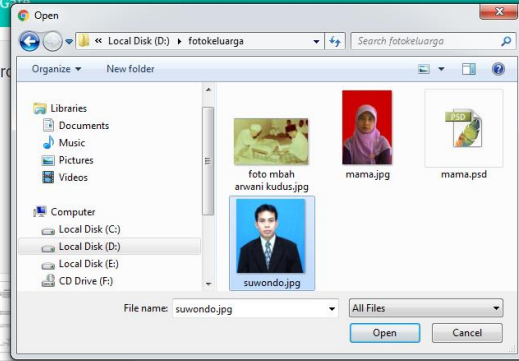 Open
Local Disk (D:) ▸ fotokeluarga
Search fotokeluarga
Organize
New folder
Libraries
Documents
Music
Pictures
Videos
Computer
Local Disk (C:)
Local Disk (D:)
Local Disk (E:)
CD Drive (F:)
foto mbah
arwani kudus.jpg
mama.jpg
PSD
mama.psd
suwondo.jpg
File name: suwondo.jpg
All Files
Open
Cancel